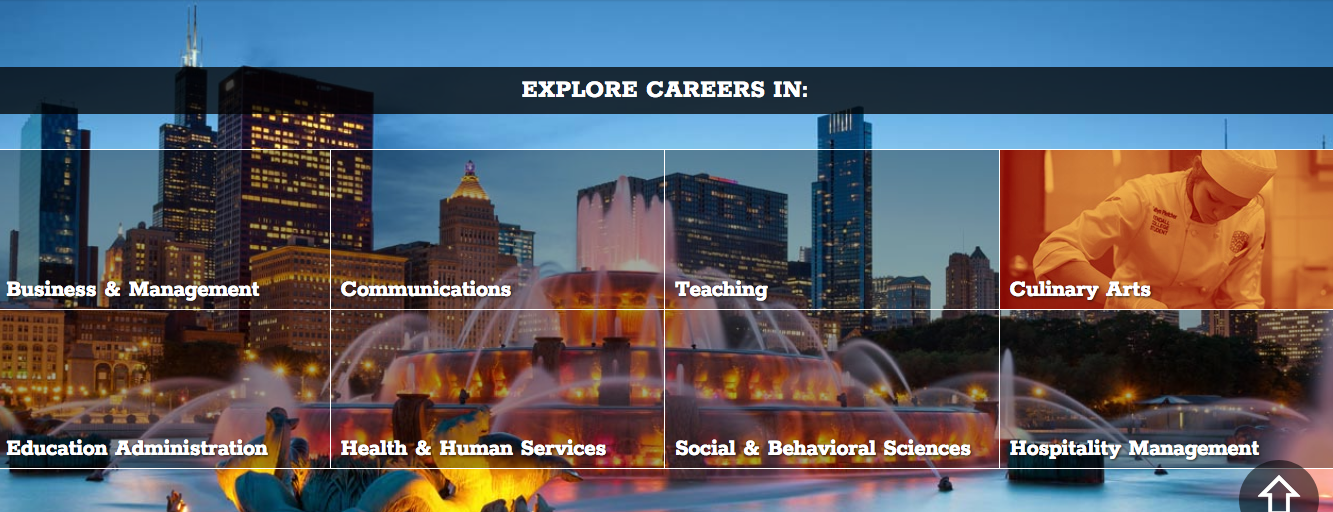 EXPLORE CAREERS IN:
Business & Management
Communications
Teaching
Culinary Arts
Education Administration
Health & Human Services
Social & Behavioral Sciences
Hospitality Management